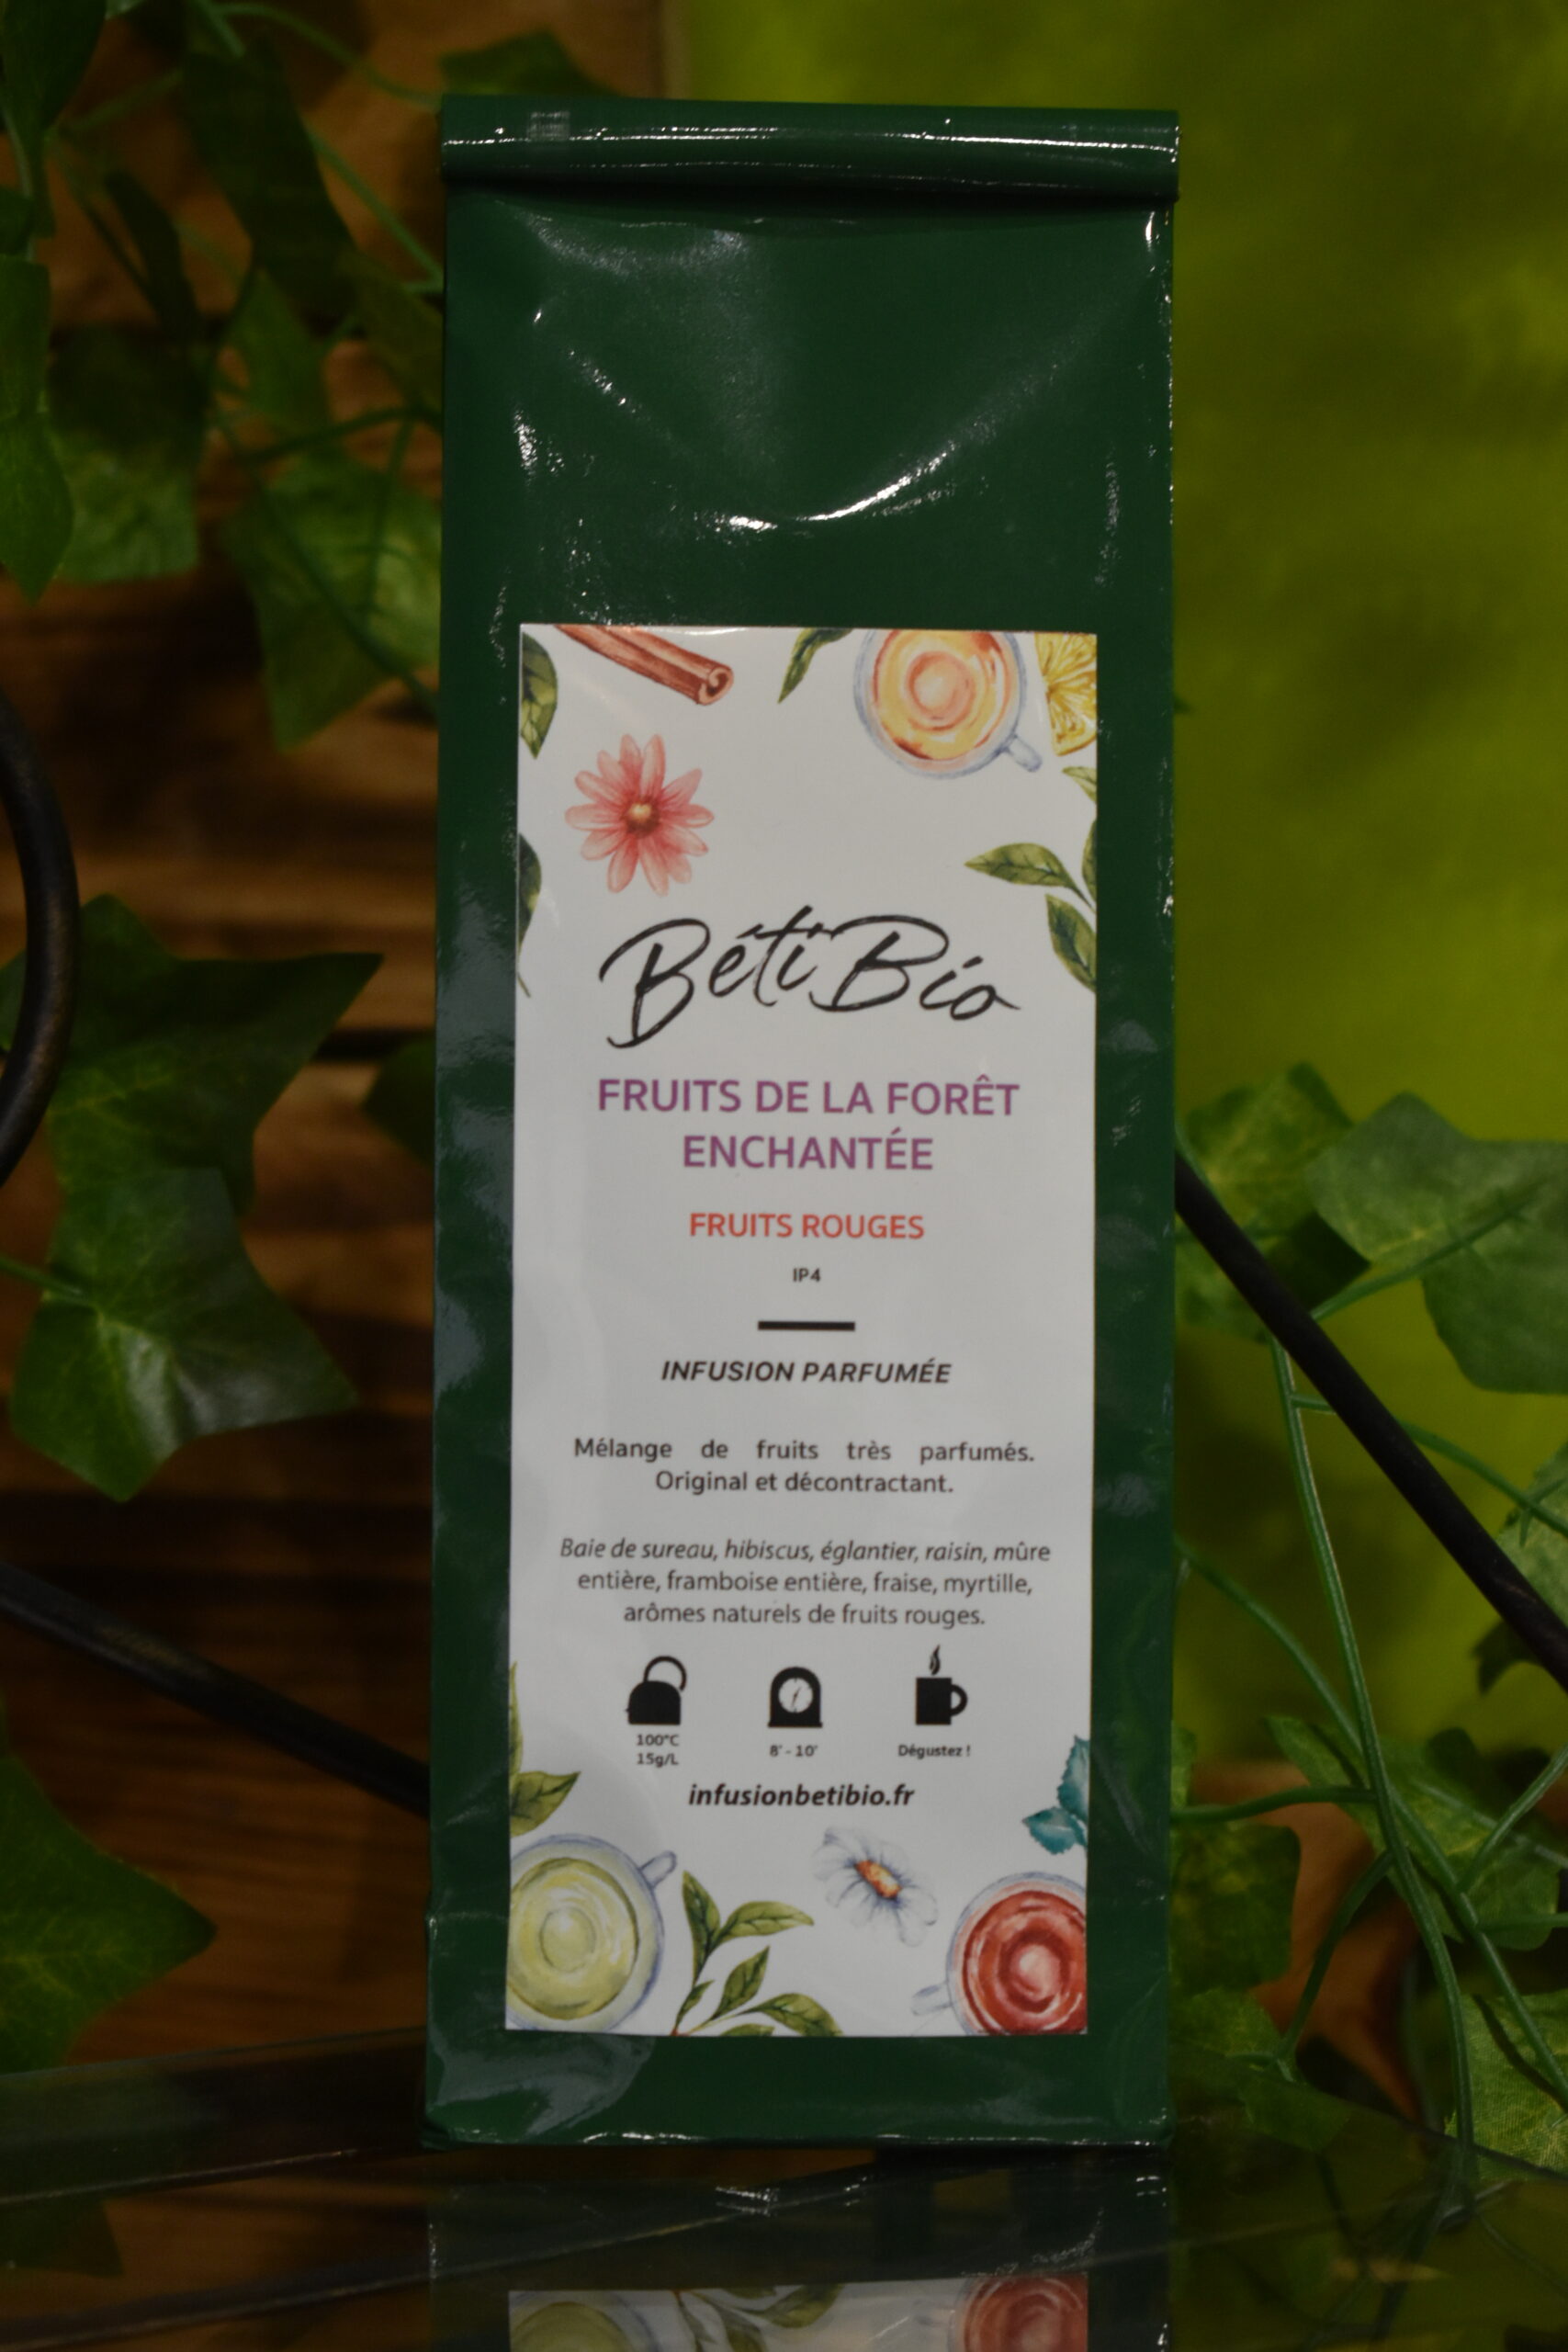 Béti Bio
FRUITS DE LA FORÊT
ENCHANTÉE
FRUITS ROUGES
IP4
INFUSION PARFUMÉE
Mélange de fruits très parfumés.
Original et décontractant.
Baie de sureau, hibiscus, églantier, raisin, mûre
entière, framboise entière, fraise, myrtille,
arômes naturels de fruits rouges.
100°C
15g/L
8' - 10'
Dégustez !
infusionbetibio.fr